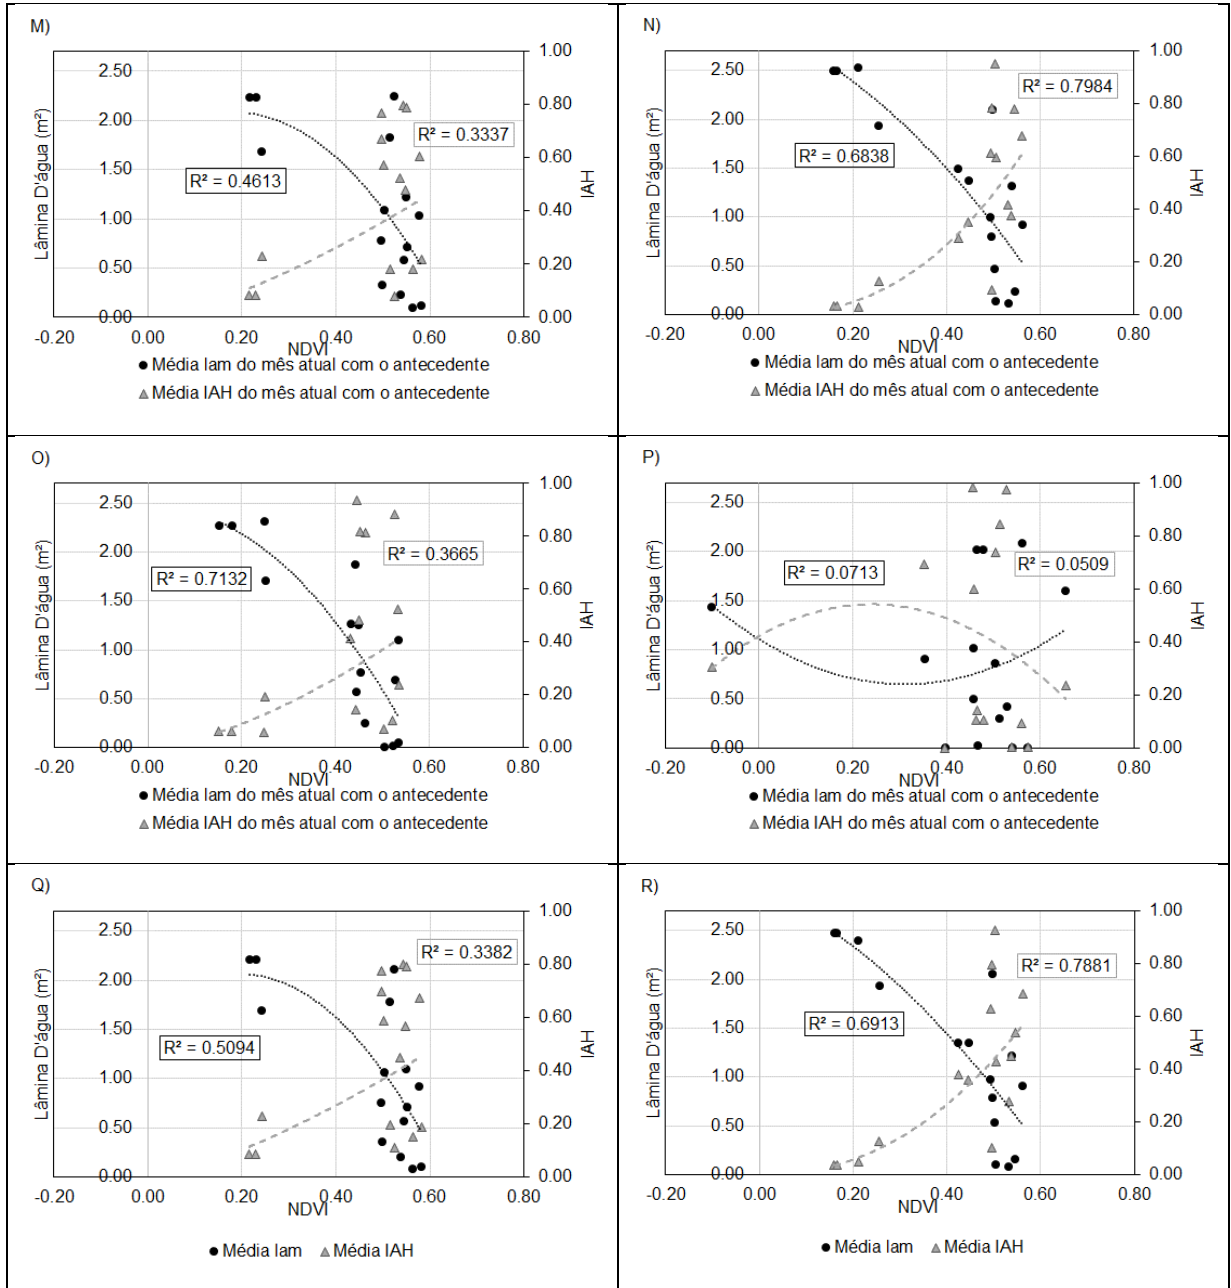 M)
2.50
2.00
1.50
1.00
0.50
0.00
Lâmina D'água (m²)
1.00
0.80
0.60
0.40
0.20
0.00
IAH
R² = 0.3337
R² = 0.4613
-0.20 0.00 0.20 0.40 0.60 0.80
NDVI
Média lam do mês atual com o antecedente
Média IAH do mês atual com o antecedente
N)
2.50
2.00
1.50
1.00
0.50
0.00
Lâmina D'água (m²)
1.00
0.80
0.60
0.40
0.20
0.00
IAH
R² = 0.7984
R² = 0.6838
-0.20 0.00 0.20 0.40 0.60 0.80
NDVI
Média lam do mês atual com o antecedente
Média IAH do mês atual com o antecedente
O)
2.50
2.00
1.50
1.00
0.50
0.00
Lâmina D'água (m²)
1.00
0.80
0.60
0.40
0.20
0.00
IAH
R² = 0.3665
R² = 0.7132
-0.20 0.00 0.20 0.40 0.60 0.80
NDVI
Média lam do mês atual com o antecedente
Média IAH do mês atual com o antecedente
P)
2.50
2.00
1.50
1.00
0.50
0.00
Lâmina D'água (m²)
1.00
0.80
0.60
0.40
0.20
0.00
IAH
R² = 0.0713
R² = 0.0509
-0.20 0.00 0.20 0.40 0.60 0.80
NDVI
Média lam do mês atual com o antecedente
Média IAH do mês atual com o antecedente
Q)
2.50
2.00
1.50
1.00
0.50
0.00
Lâmina D'água (m²)
1.00
0.80
0.60
0.40
0.20
0.00
IAH
R² = 0.3382
R² = 0.5094
-0.20 0.00 0.20 0.40 0.60 0.80
NDVI
Média lam Média IAH
R)
2.50
2.00
1.50
1.00
0.50
0.00
Lâmina D'água (m²)
1.00
0.80
0.60
0.40
0.20
0.00
IAH
R² = 0.7881
R² = 0.6913
-0.20 0.00 0.20 0.40 0.60 0.80
NDVI
Média lam Média IAH